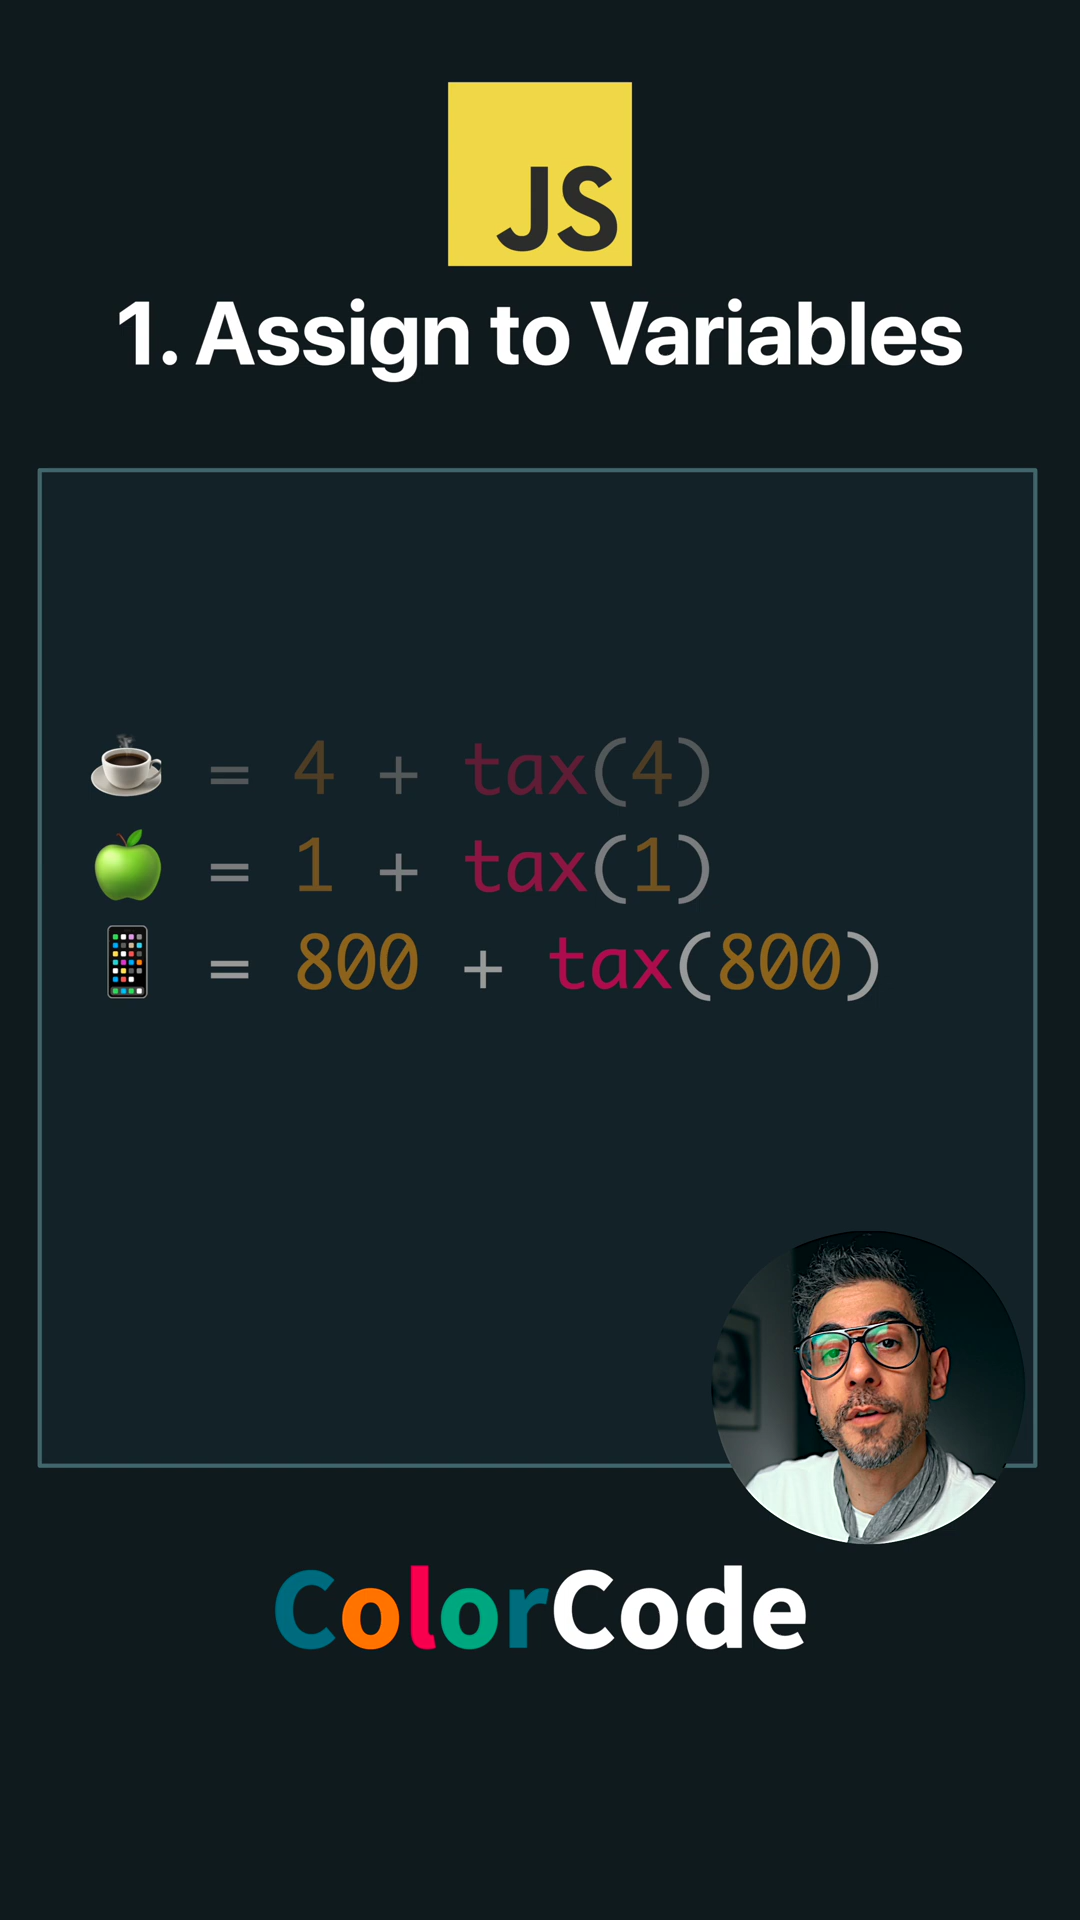 JS
1. Assign to Variables
☕ = 4 + tax(4)
🍏 = 1 + tax(1)
📱 = 800 + tax(800)
ColorCode